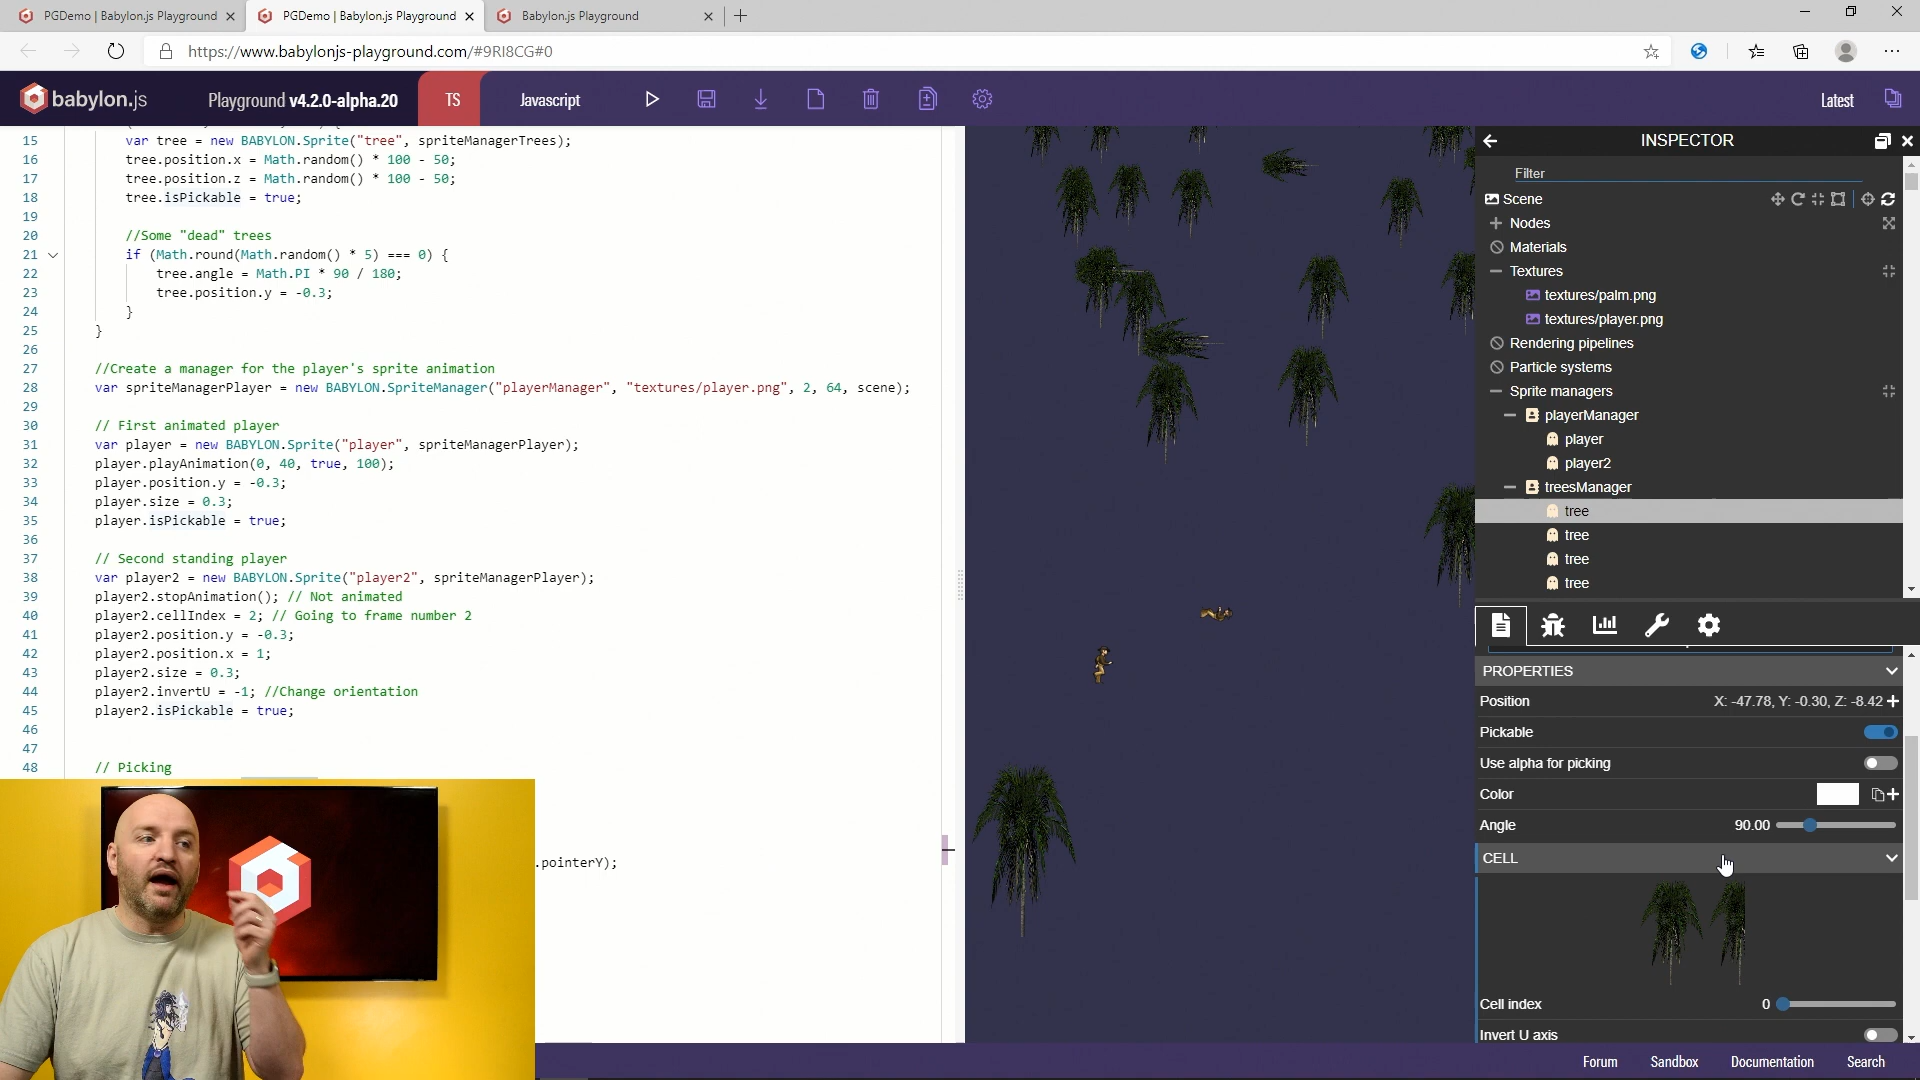 PGDemo | Babylon.js Playground
PGDemo | Babylon.js Playground
Babylon.js Playground
https://www.babylonjs-playground.com/#9RI8CG#0
babylon.js
Playground v4.2.0-alpha.20
TS
Javascript
Latest
15 var tree = new BABYLON.Sprite("tree", spriteManagerTrees);
16 tree.position.x = Math.random() * 100 - 50;
17 tree.position.z = Math.random() * 100 - 50;
18 tree.isPickable = true;
19
20 //Some "dead" trees
21 if (Math.round(Math.random() * 5) === 0) {
22 tree.angle = Math.PI * 90 / 180;
23 tree.position.y = -0.3;
24 }
25 }
26
27 //Create a manager for the player's sprite animation
28 var spriteManagerPlayer = new BABYLON.SpriteManager("playerManager", "textures/player.png", 2, 64, scene);
29
30 // First animated player
31 var player = new BABYLON.Sprite("player", spriteManagerPlayer);
32 player.playAnimation(0, 40, true, 100);
33 player.position.y = -0.3;
34 player.size = 0.3;
35 player.isPickable = true;
36
37 // Second standing player
38 var player2 = new BABYLON.Sprite("player2", spriteManagerPlayer);
39 player2.stopAnimation(); // Not animated
40 player2.cellIndex = 2; // Going to frame number 2
41 player2.position.y = -0.3;
42 player2.position.x = 1;
43 player2.size = 0.3;
44 player2.invertU = -1; //Change orientation
45 player2.isPickable = true;
46
47
48 // Picking
.pointerY);
INSPECTOR
Filter
Scene
Nodes
Materials
Textures
textures/palm.png
textures/player.png
Rendering pipelines
Particle systems
Sprite managers
playerManager
player
player2
treesManager
tree
tree
tree
tree
PROPERTIES
Position X: -47.78, Y: -0.30, Z: -8.42
Pickable
Use alpha for picking
Color
Angle 90.00
CELL
Cell index 0
Invert U axis
Forum
Sandbox
Documentation
Search